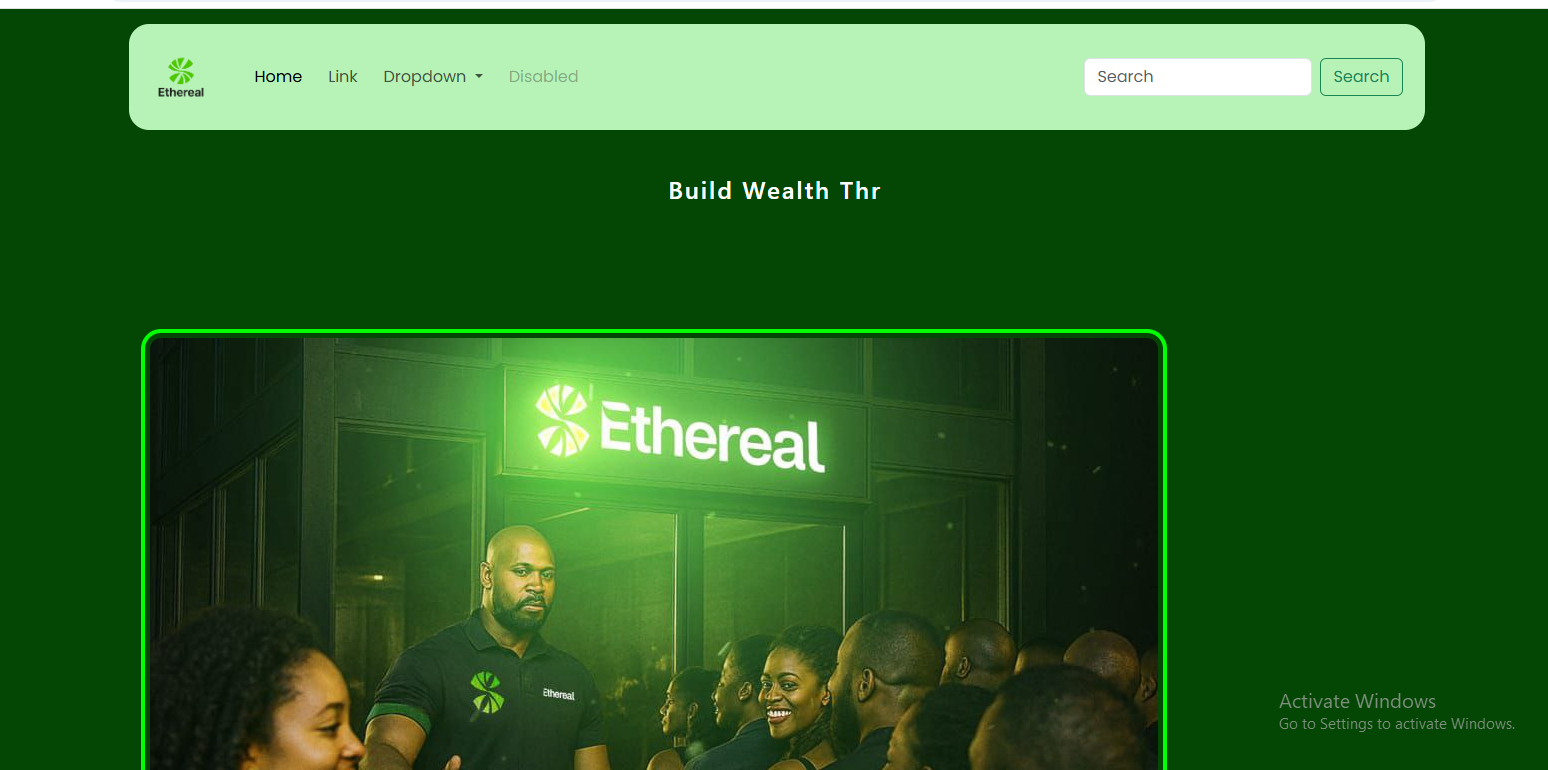 Ethereal
Home Link Dropdown Disabled
Search Search
Build Wealth Thr
Ethereal
Ethereal
Activate Windows
Go to Settings to activate Windows.